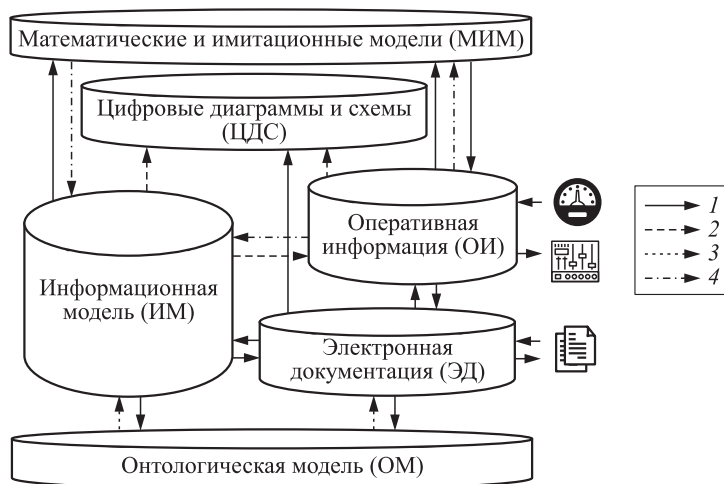 Математические и имитационные модели (МИМ)
Цифровые диаграммы и схемы
(ЦДС)
Оперативная
информация (ОИ)
Информационная
модель (ИМ)
Электронная
документация (ЭД)
Онтологическая модель (ОМ)
1
2
3
4